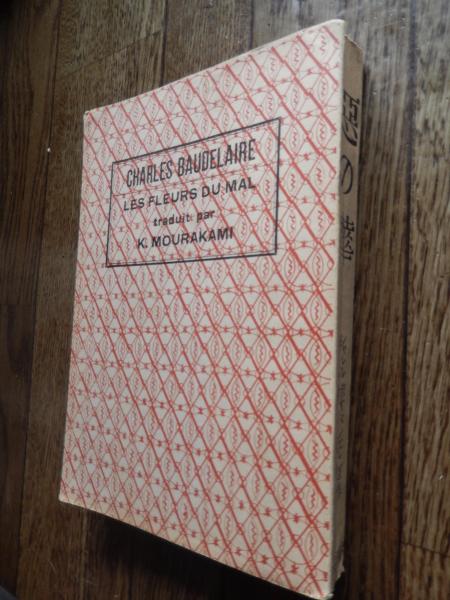 CHARLES BAUDELAIRE
LES FLEURS DU MAL
traduit par
K. MOURAKAMI
悪の華